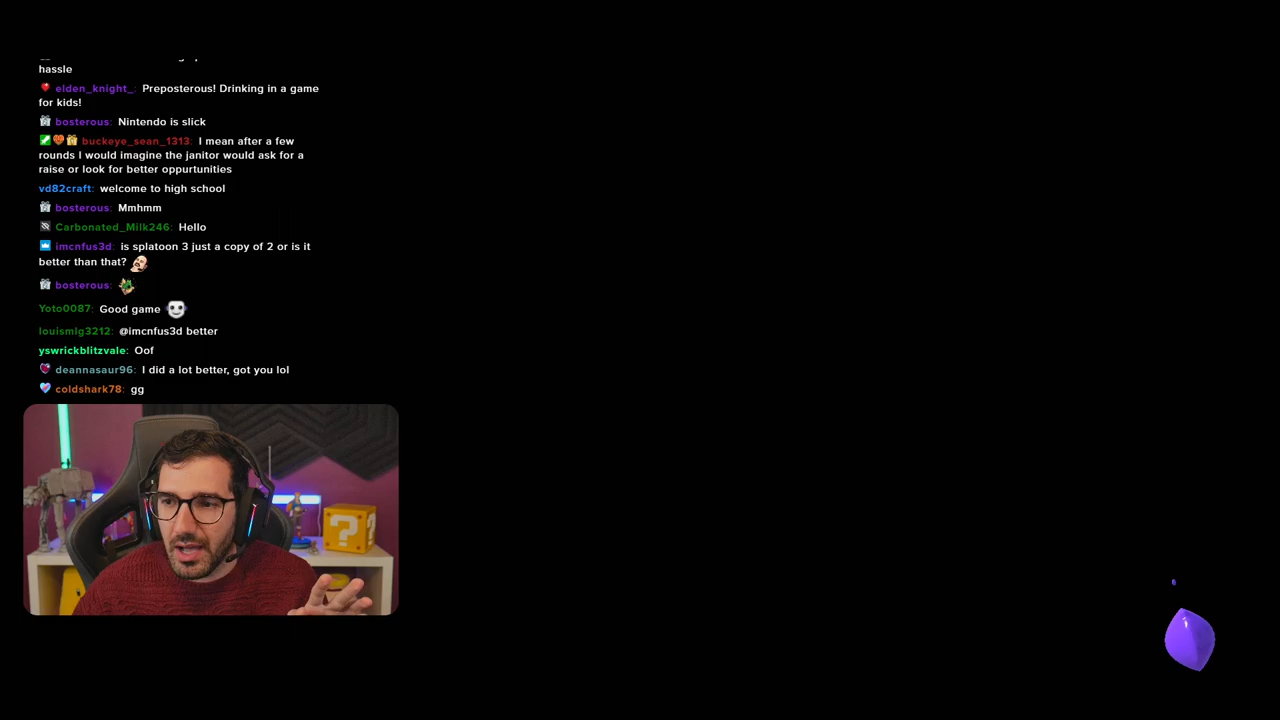 hassle
elden_knight_: Preposterous! Drinking in a game
for kids!
bosterous: Nintendo is slick
buckeye_sean_1313: I mean after a few
rounds I would imagine the janitor would ask for a
raise or look for better oppurtunities
vd82craft: welcome to high school
bosterous: Mmhmm
Carbonated_Milk246: Hello
imcnfus3d: is splatoon 3 just a copy of 2 or is it
better than that?
bosterous:
Yoto0087: Good game
louismlg3212: @imcnfus3d better
yswrickblitzvale: Oof
deannasaur96: I did a lot better, got you lol
coldshark78: gg
?